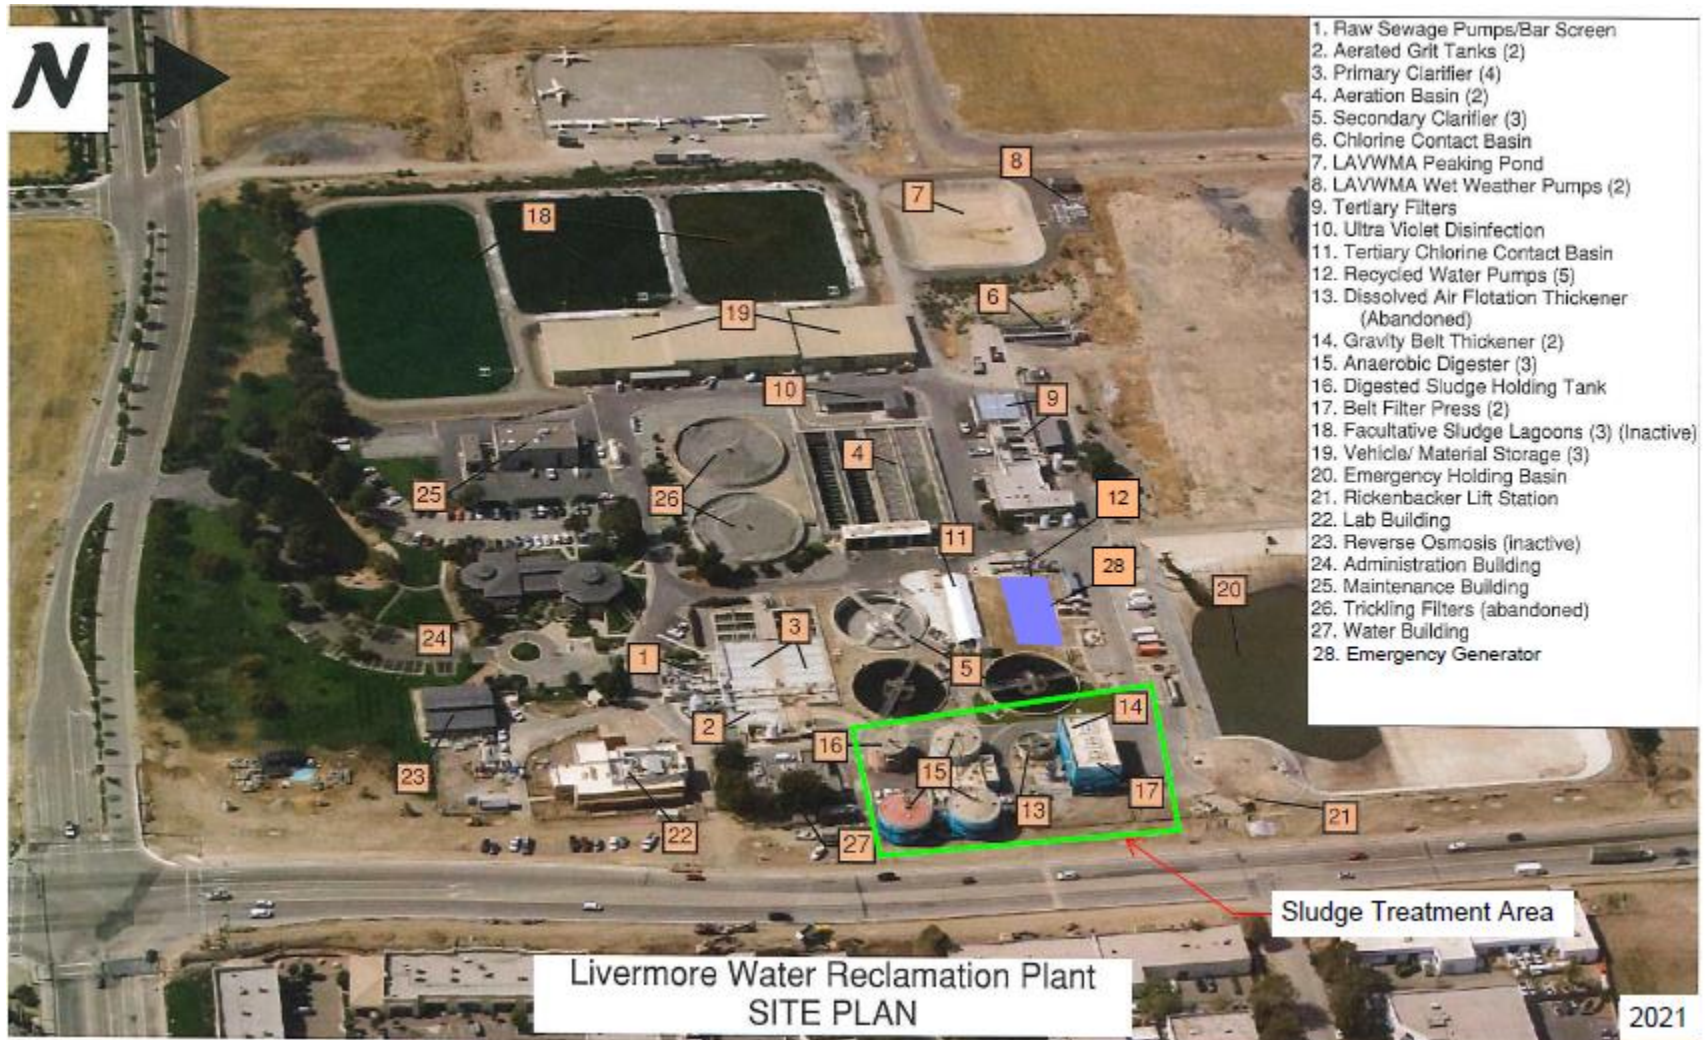 N
1. Raw Sewage Pumps/Bar Screen
2. Aerated Grit Tanks (2)
3. Primary Clarifier (4)
4. Aeration Basin (2)
5. Secondary Clarifier (3)
6. Chlorine Contact Basin
7. LAVWMA Peaking Pond
8. LAVWMA Wet Weather Pumps (2)
9. Tertiary Filters
10. Ultra Violet Disinfection
11. Tertiary Chlorine Contact Basin
12. Recycled Water Pumps (5)
13. Dissolved Air Flotation Thickener
(Abandoned)
14. Gravity Belt Thickener (2)
15. Anaerobic Digester (3)
16. Digested Sludge Holding Tank
17. Belt Filter Press (2)
18. Facultative Sludge Lagoons (3) (Inactive)
19. Vehicle/ Material Storage (3)
20. Emergency Holding Basin
21. Rickenbacker Lift Station
22. Lab Building
23. Reverse Osmosis (inactive)
24. Administration Building
25. Maintenance Building
26. Trickling Filters (abandoned)
27. Water Building
28. Emergency Generator
8
7
18
6
19
10
9
4
25
26
12
11
28
20
24
1
3
5
2
14
16
23
15
13
17
21
22
27
Sludge Treatment Area
Livermore Water Reclamation Plant
SITE PLAN
2021